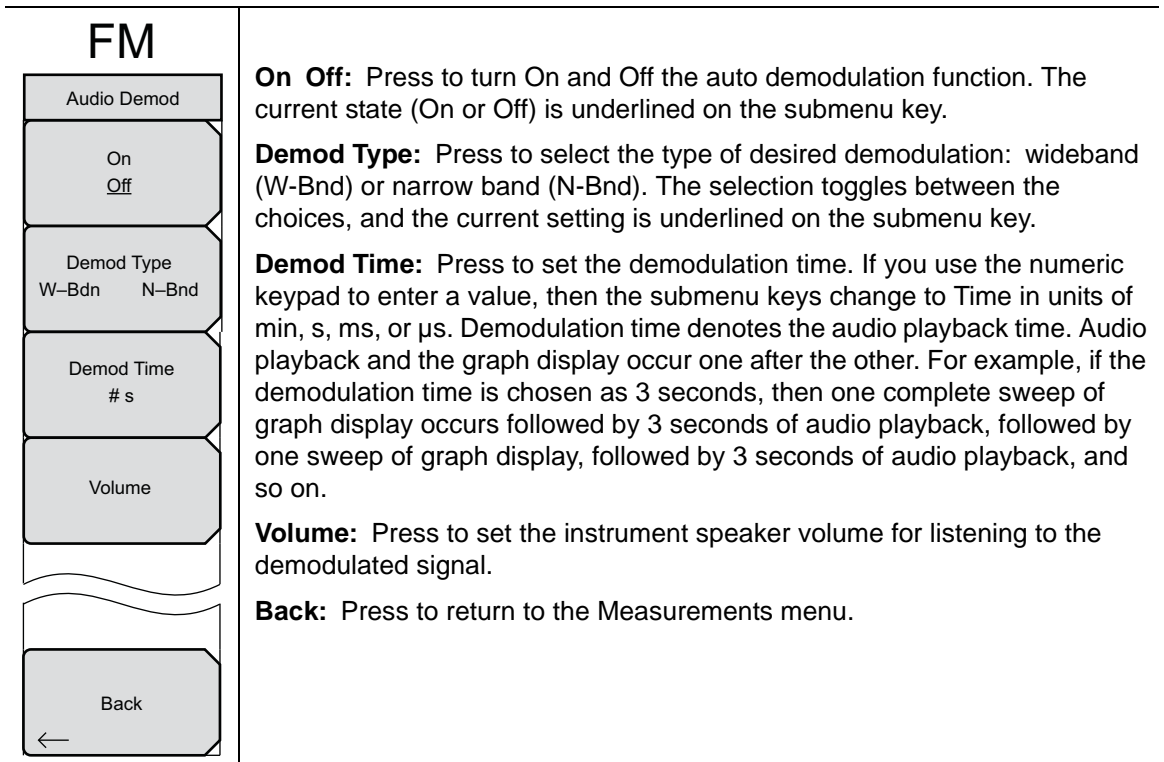 FM
Audio Demod
On
Off
Demod Type
W–Bdn N–Bnd
Demod Time
# s
Volume
Back
On Off: Press to turn On and Off the auto demodulation function. The
current state (On or Off) is underlined on the submenu key.
Demod Type: Press to select the type of desired demodulation: wideband
(W-Bnd) or narrow band (N-Bnd). The selection toggles between the
choices, and the current setting is underlined on the submenu key.
Demod Time: Press to set the demodulation time. If you use the numeric
keypad to enter a value, then the submenu keys change to Time in units of
min, s, ms, or μs. Demodulation time denotes the audio playback time. Audio
playback and the graph display occur one after the other. For example, if the
demodulation time is chosen as 3 seconds, then one complete sweep of
graph display occurs followed by 3 seconds of audio playback, followed by
one sweep of graph display, followed by 3 seconds of audio playback, and
so on.
Volume: Press to set the instrument speaker volume for listening to the
demodulated signal.
Back: Press to return to the Measurements menu.